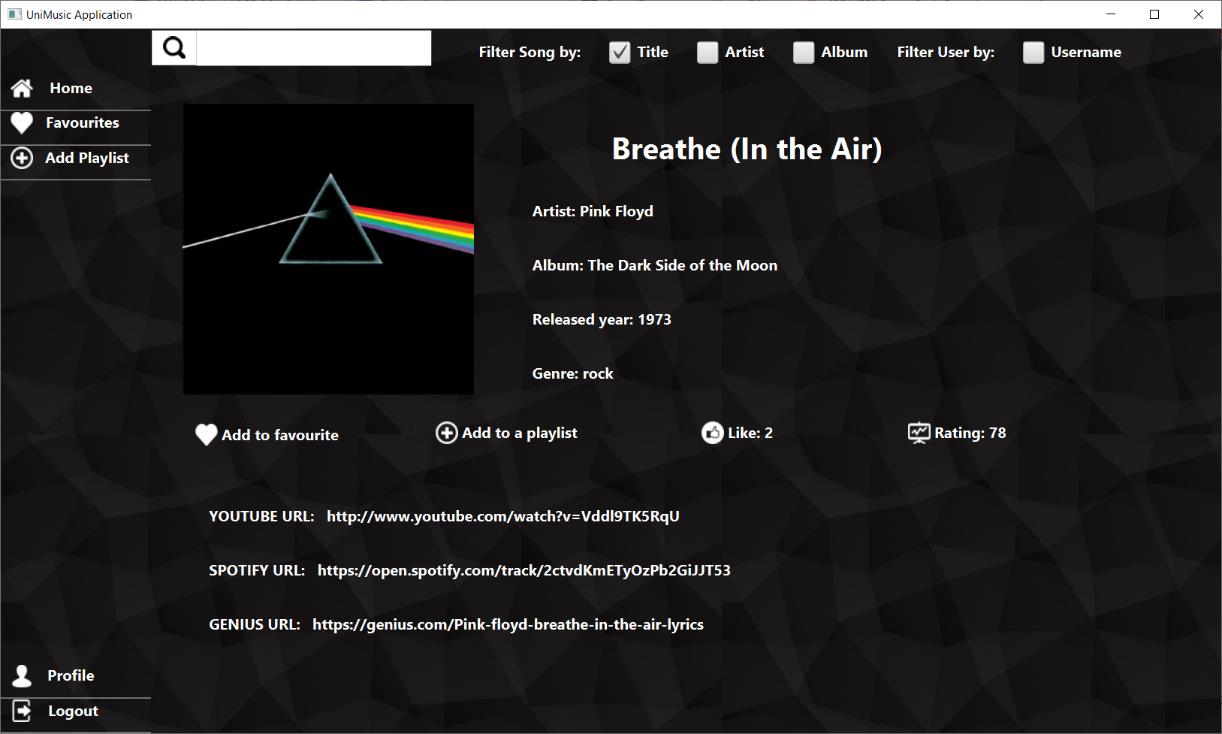 UniMusic Application
Filter Song by: Title Artist Album Filter User by: Username
Home
Favourites
Add Playlist
Breathe (In the Air)
Artist: Pink Floyd
Album: The Dark Side of the Moon
Released year: 1973
Genre: rock
Add to favourite Add to a playlist Like: 2 Rating: 78
YOUTUBE URL: http://www.youtube.com/watch?v=Vddl9TK5RqU
SPOTIFY URL: https://open.spotify.com/track/2ctvdKmETyOzPb2GiJJT53
GENIUS URL: https://genius.com/Pink-floyd-breathe-in-the-air-lyrics
Profile
Logout